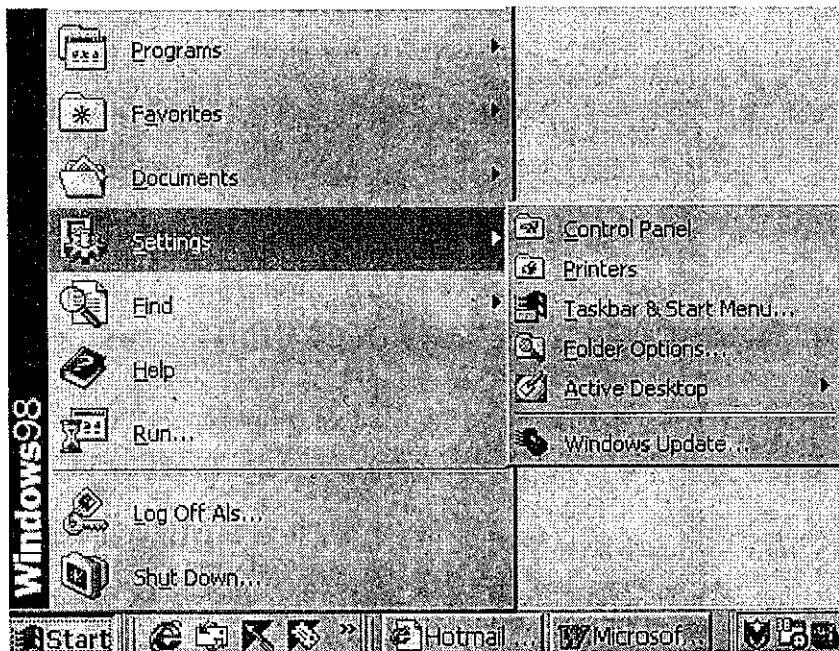 Programs
Favorites
Documents
Settings
Find
Help
Run...
Log Off Als...
Shut Down...
Windows98
Control Panel
Printers
Taskbar & Start Menu...
Folder Options...
Active Desktop
Windows Update...
Start
Hotmail ...
Microsof...